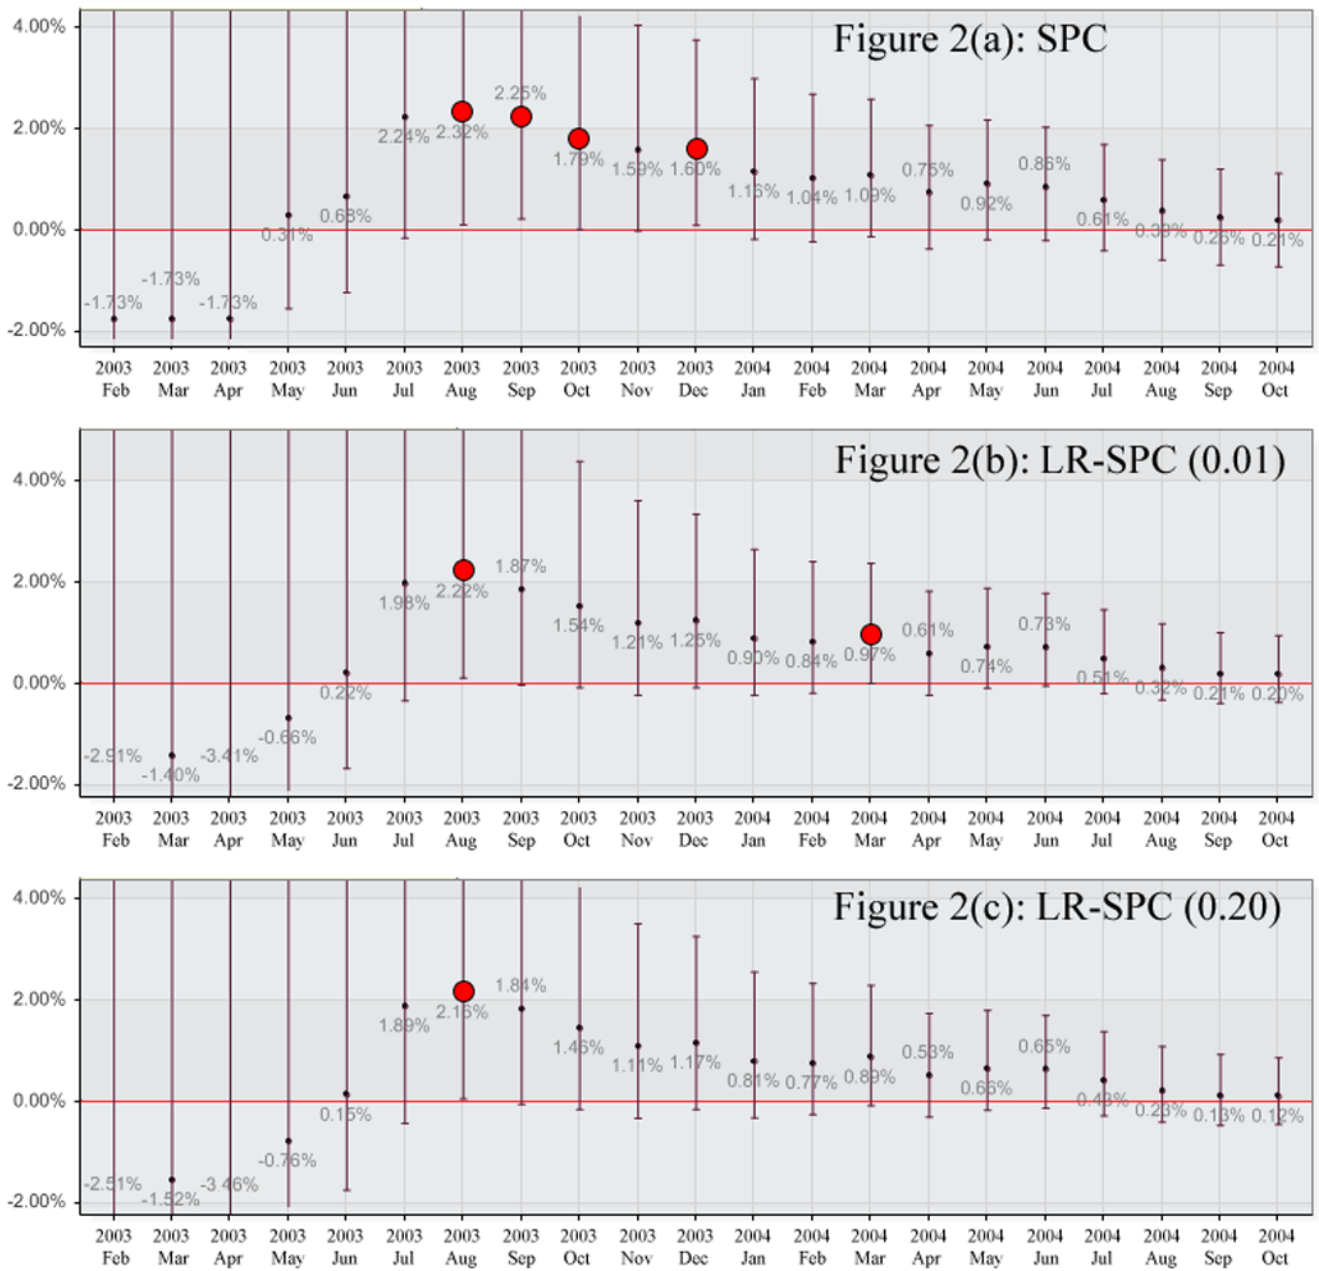 Figure 2(a): SPC
4.00%
2.00%
0.00%
-2.00%
-1.73% -1.73% -1.73% 0.31% 0.68% 2.24% 2.32% 2.25% 1.79% 1.59% 1.60% 1.16% 1.04% 1.09% 0.75% 0.92% 0.86% 0.61% 0.39% 0.26% 0.21%
2003 2003 2003 2003 2003 2003 2003 2003 2003 2003 2003 2004 2004 2004 2004 2004 2004 2004 2004 2004 2004
Feb Mar Apr May Jun Jul Aug Sep Oct Nov Dec Jan Feb Mar Apr May Jun Jul Aug Sep Oct
Figure 2(b): LR-SPC (0.01)
4.00%
2.00%
0.00%
-2.00%
-2.91% -1.40% -3.41% -0.66% 0.22% 1.98% 2.22% 1.87% 1.54% 1.21% 1.25% 0.90% 0.84% 0.97% 0.61% 0.74% 0.73% 0.51% 0.32% 0.21% 0.20%
2003 2003 2003 2003 2003 2003 2003 2003 2003 2003 2003 2004 2004 2004 2004 2004 2004 2004 2004 2004 2004
Feb Mar Apr May Jun Jul Aug Sep Oct Nov Dec Jan Feb Mar Apr May Jun Jul Aug Sep Oct
Figure 2(c): LR-SPC (0.20)
4.00%
2.00%
0.00%
-2.00%
-2.51% -1.52% -3.46% -0.76% 0.15% 1.89% 2.16% 1.84% 1.46% 1.11% 1.17% 0.81% 0.77% 0.89% 0.53% 0.66% 0.65% 0.43% 0.23% 0.13% 0.12%
2003 2003 2003 2003 2003 2003 2003 2003 2003 2003 2003 2004 2004 2004 2004 2004 2004 2004 2004 2004 2004
Feb Mar Apr May Jun Jul Aug Sep Oct Nov Dec Jan Feb Mar Apr May Jun Jul Aug Sep Oct